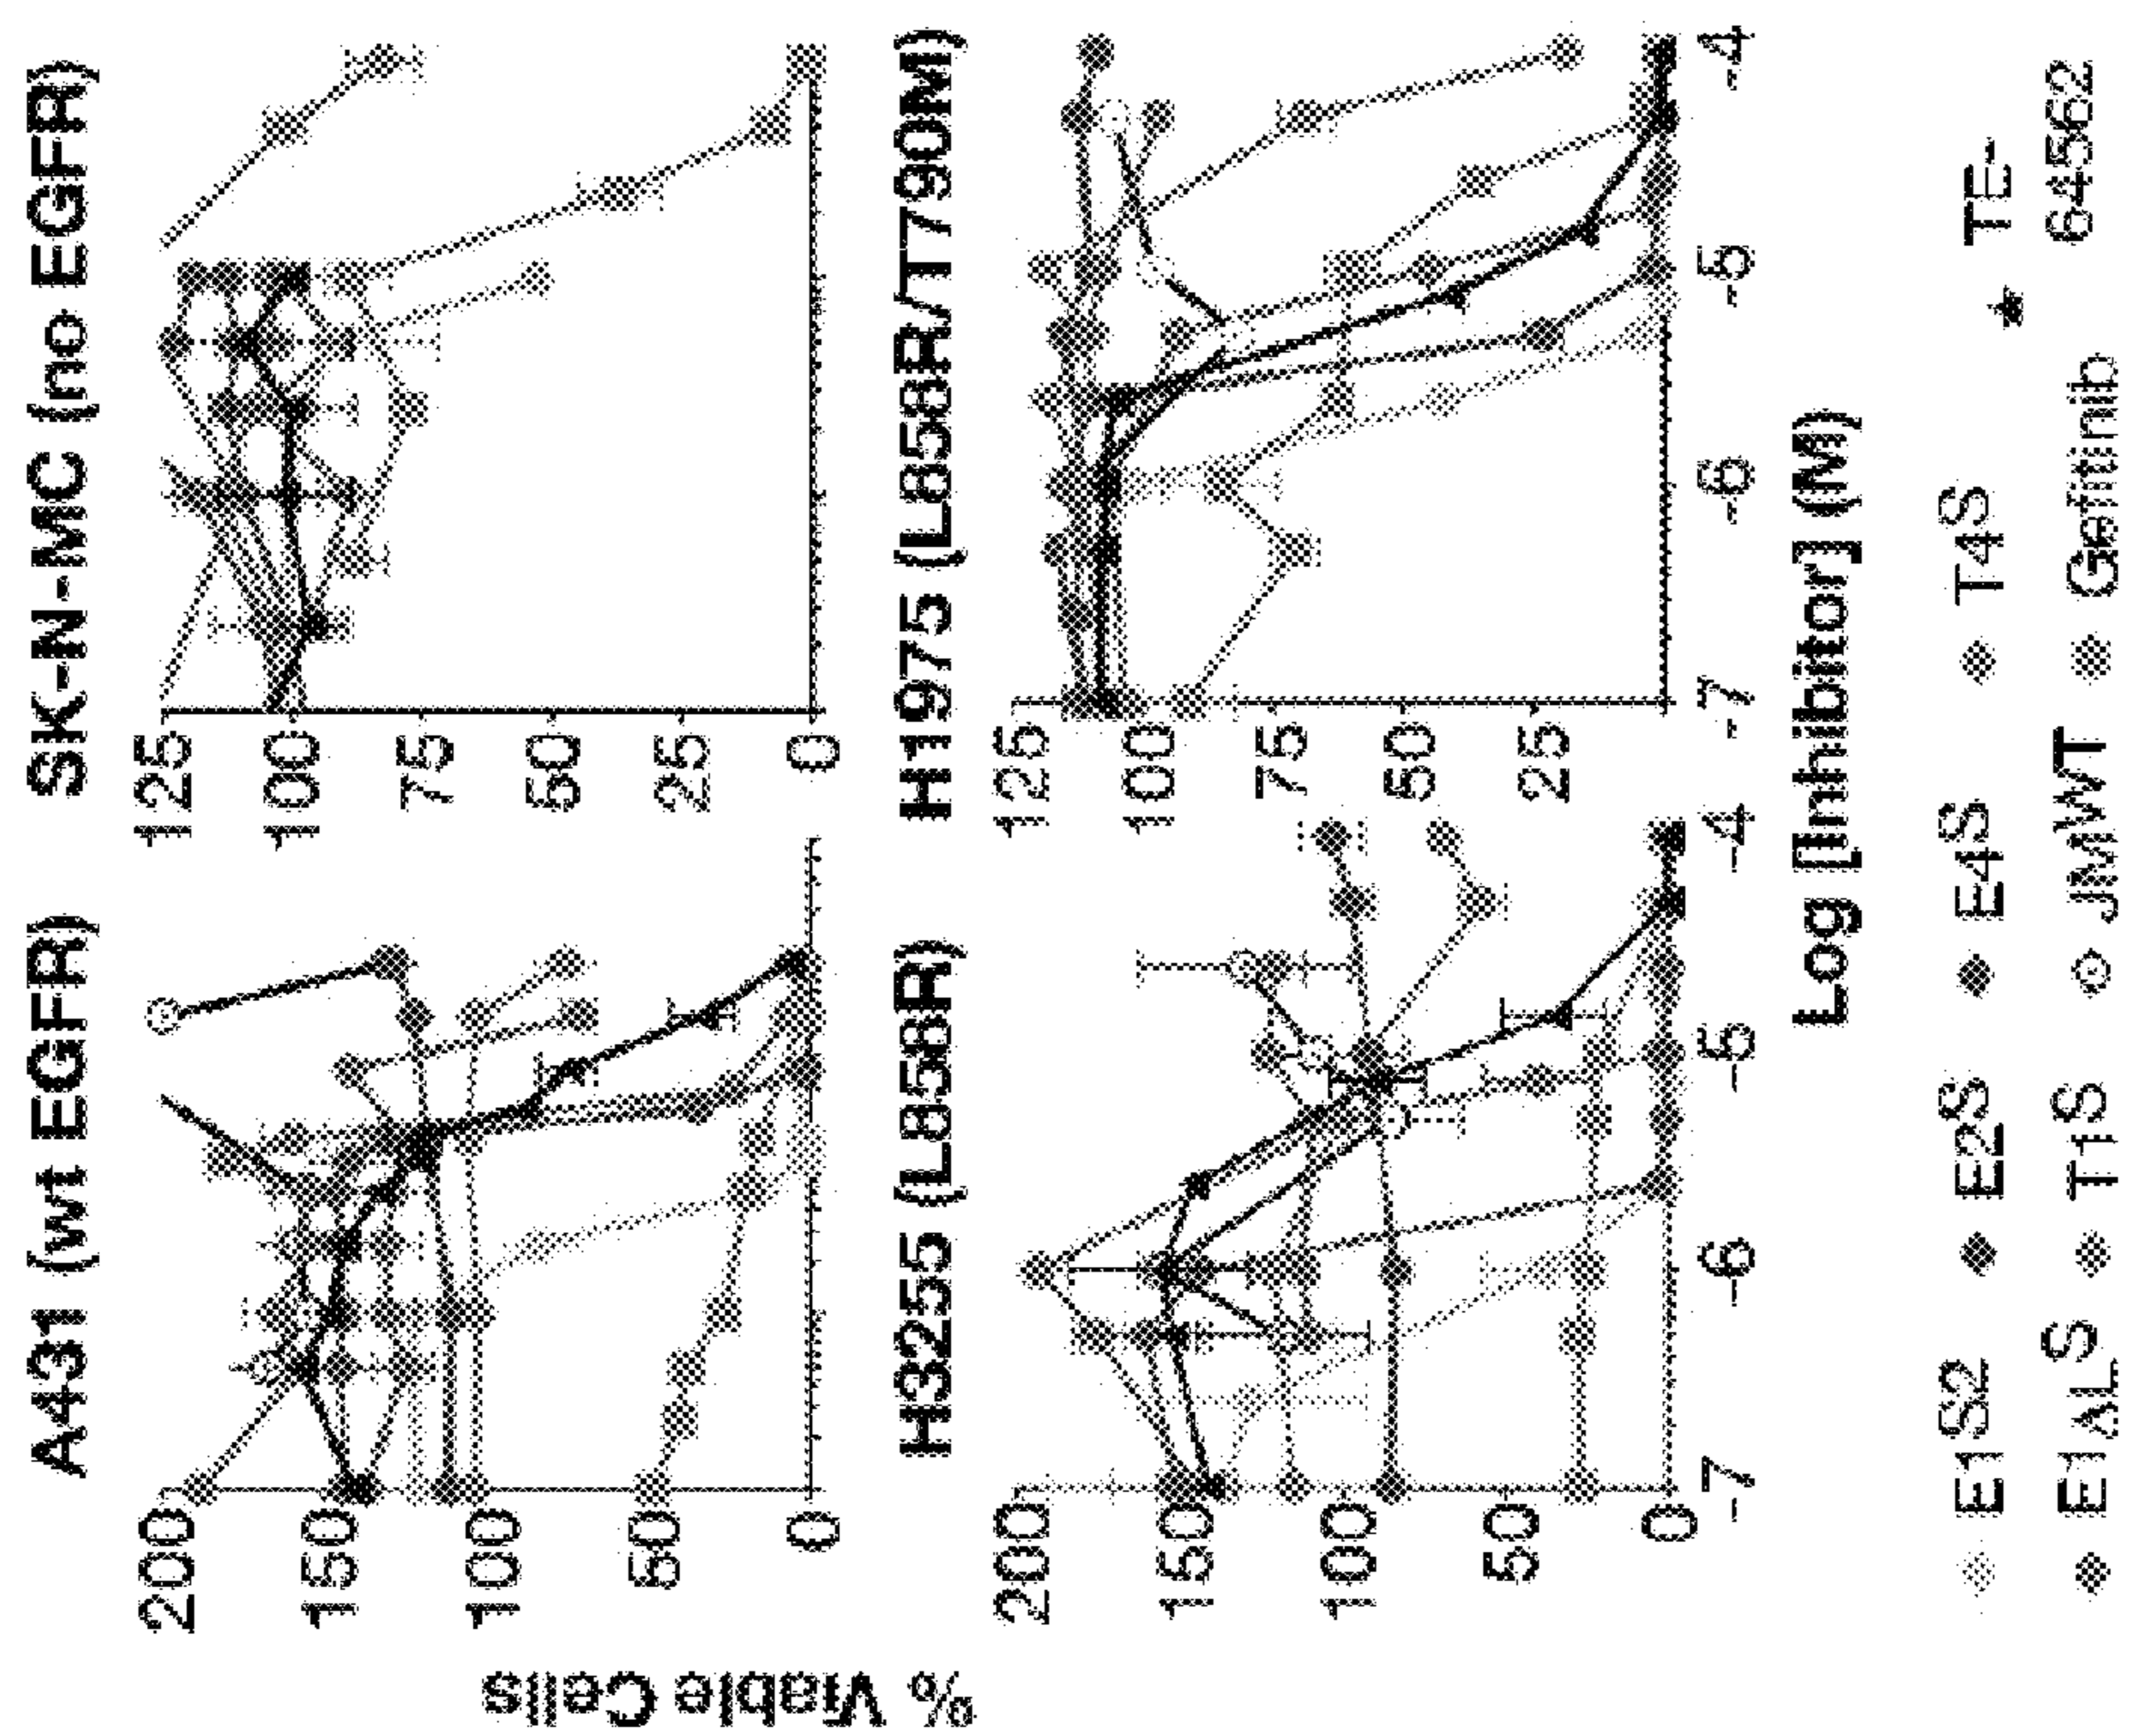 A431 (wt EGFR)
SK-N-MC (no EGFR)
200
150
100
50
0
125
100
75
50
25
0
% Viable Cells
H3255 (L858R)
H1975 (L858R/T790M)
200
150
100
50
0
125
100
75
50
25
-7
-6
-5
-4
-7
-6
-5
-4
Log [Inhibitor] (M)
E1S2
E2S
E4S
T4S
TE-
64562
E1ΔLS
T1S
JMWT
Gefitinib